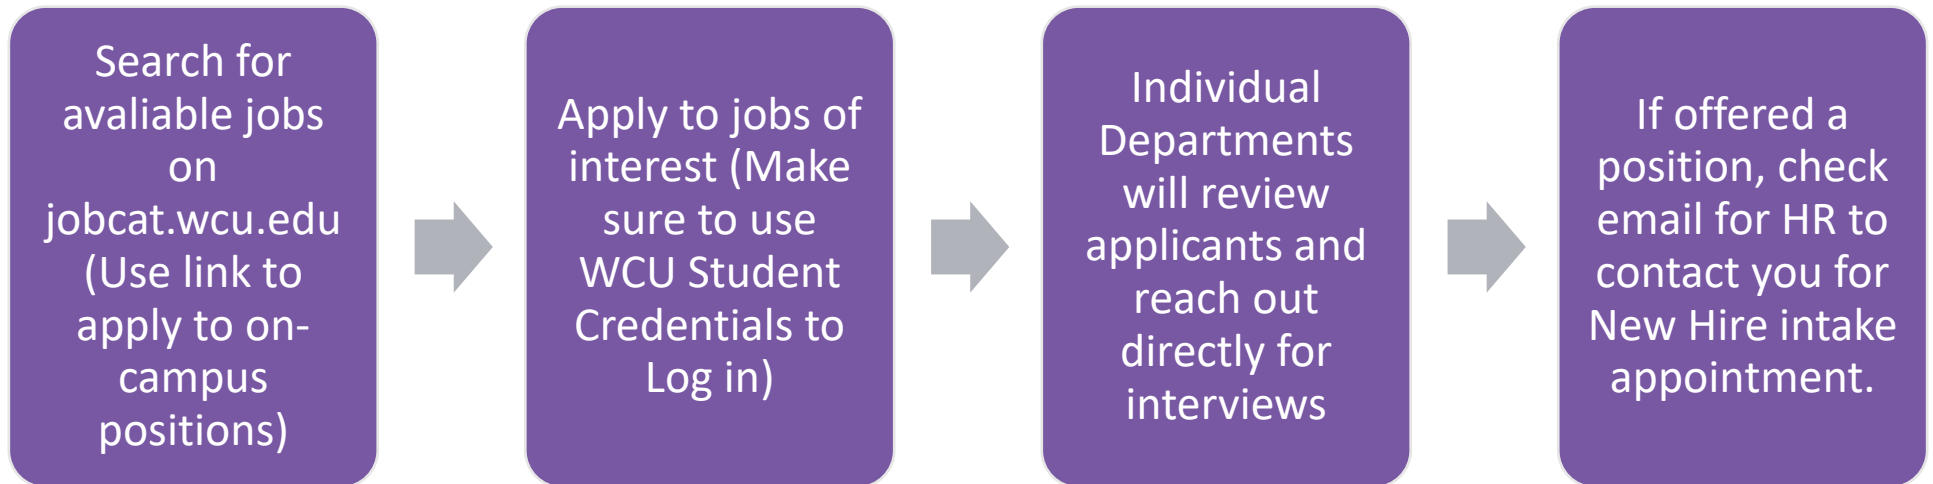 Search for
avaliable jobs
on
jobcat.wcu.edu
(Use link to
apply to on-
campus
positions)
Apply to jobs of
interest (Make
sure to use
WCU Student
Credentials to
Log in)
Individual
Departments
will review
applicants and
reach out
directly for
interviews
If offered a
position, check
email for HR to
contact you for
New Hire intake
appointment.